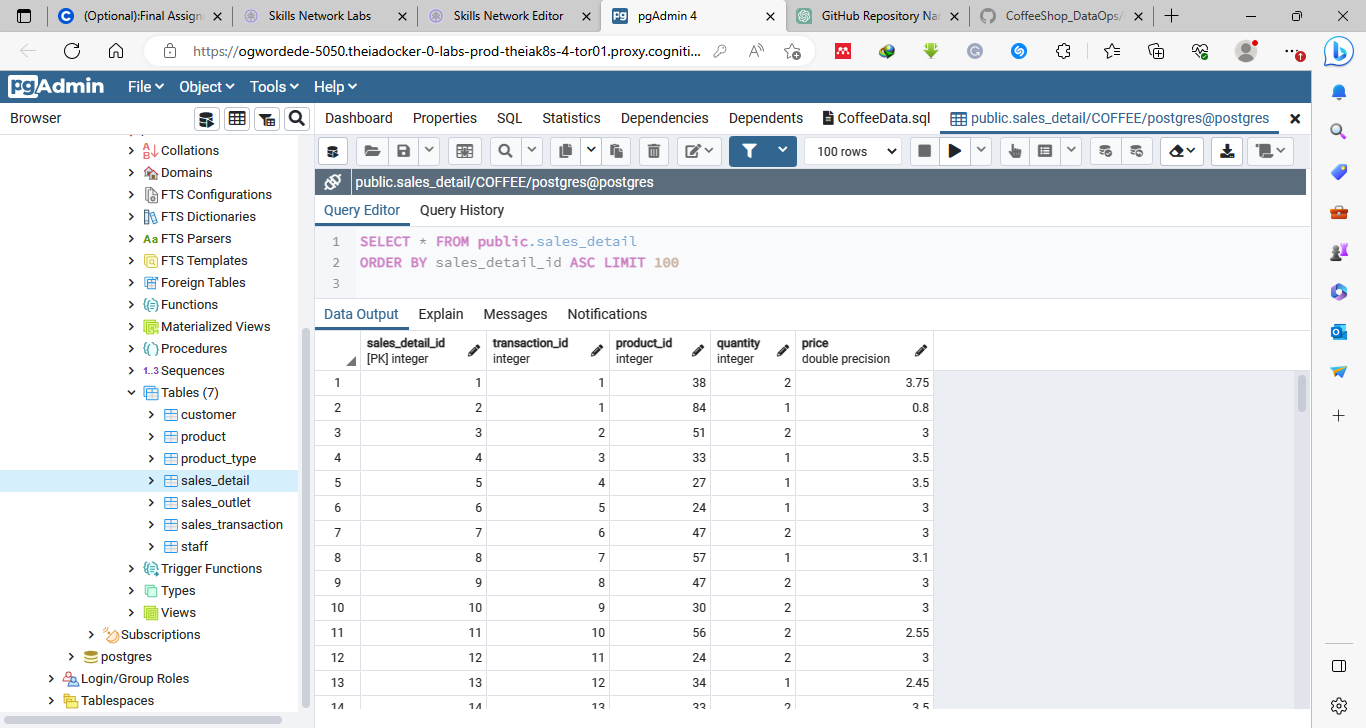 (Optional):Final Assign
Skills Network Labs
Skills Network Editor
pgAdmin 4
GitHub Repository Na
CoffeeShop_DataOps/
https://ogwordede-5050.theiadocker-0-labs-prod-theiak8s-4-tor01.proxy.cogniti...
pgAdmin
File
Object
Tools
Help
Browser
Dashboard
Properties
SQL
Statistics
Dependencies
Dependents
CoffeeData.sql
public.sales_detail/COFFEE/postgres@postgres
100 rows
public.sales_detail/COFFEE/postgres@postgres
Query Editor
Query History
1 SELECT * FROM public.sales_detail
2 ORDER BY sales_detail_id ASC LIMIT 100
3
Data Output
Explain
Messages
Notifications
sales_detail_id [PK] integer
transaction_id integer
product_id integer
quantity integer
price double precision
1 1 1 38 2 3.75
2 2 1 84 1 0.8
3 3 2 51 2 3
4 4 3 33 1 3.5
5 5 4 27 1 3.5
6 6 5 24 1 3
7 7 6 47 2 3
8 8 7 57 1 3.1
9 9 8 47 2 3
10 10 9 30 2 3
11 11 10 56 2 2.55
12 12 11 24 2 3
13 13 12 34 1 2.45
14 14 13 33 2 3.5
Collations
Domains
FTS Configurations
FTS Dictionaries
Aa FTS Parsers
FTS Templates
Foreign Tables
Functions
Materialized Views
Procedures
1..3 Sequences
Tables (7)
customer
product
product_type
sales_detail
sales_outlet
sales_transaction
staff
Trigger Functions
Types
Views
Subscriptions
postgres
Login/Group Roles
Tablespaces